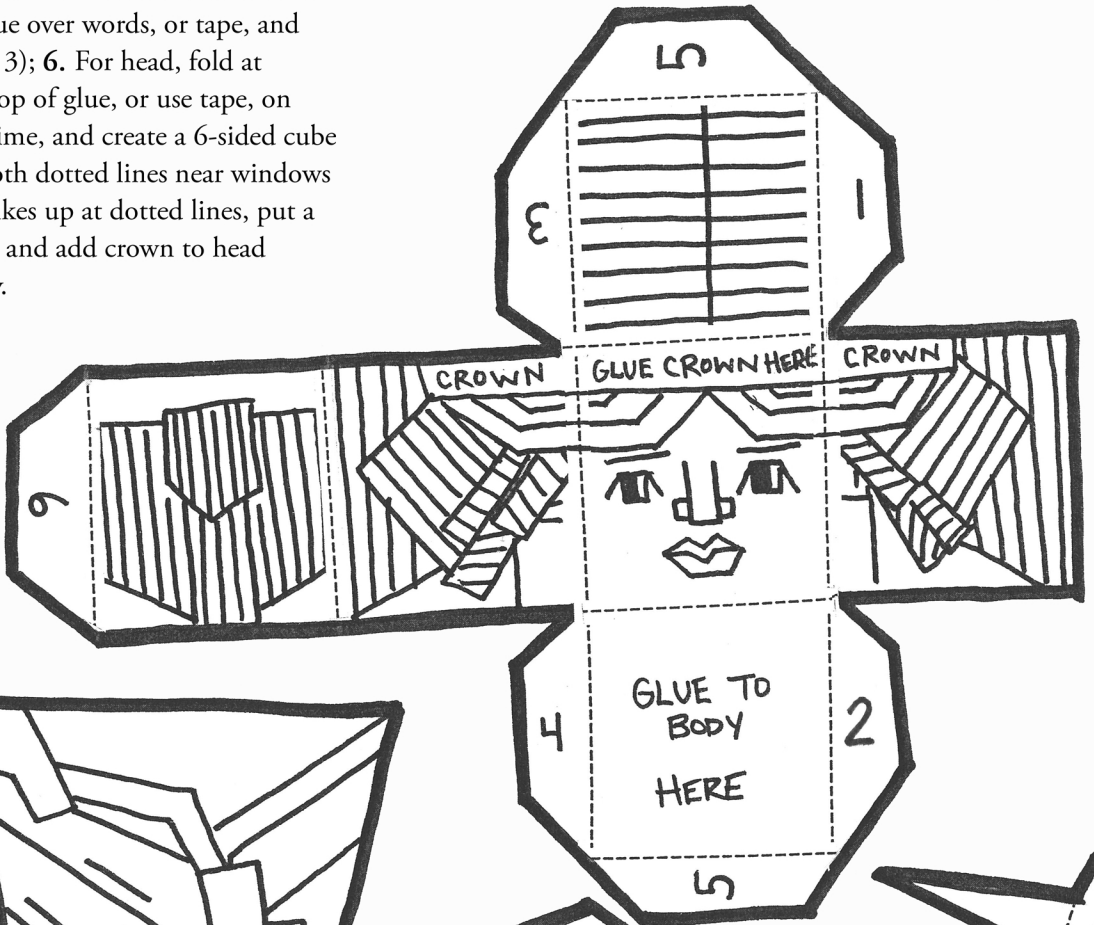 ue over words, or tape, and
3); 6. For head, fold at
op of glue, or use tape, on
ime, and create a 6-sided cube
oth dotted lines near windows
kes up at dotted lines, put a
and add crown to head
.
5
3
1
CROWN
GLUE CROWN HERE
CROWN
6
GLUE TO
BODY
HERE
4
2
5